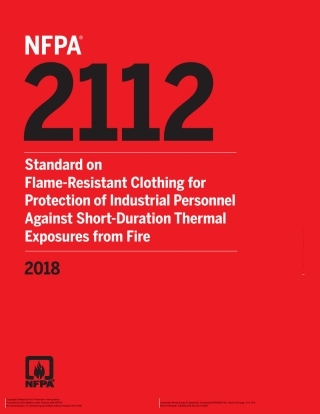 NFPA®
2112
Standard on
Flame-Resistant Clothing for
Protection of Industrial Personnel
Against Short-Duration Thermal
Exposures from Fire
2018
NFPA®